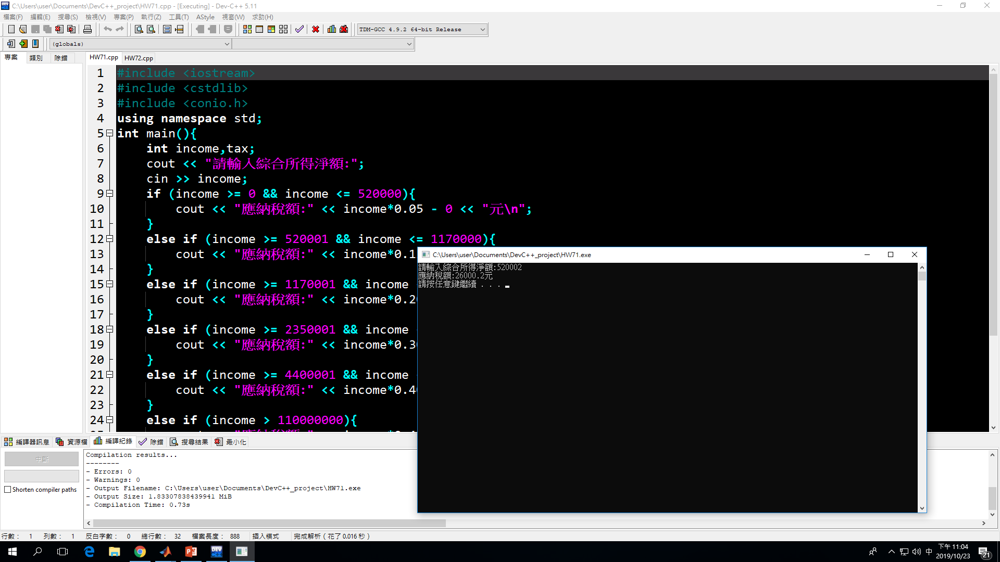 C:\Users\user\Documents\DevC++_project\HW71.cpp - [Executing] - Dev-C++ 5.11
檔案(F) 編輯(E) 搜尋(S) 檢視(V) 專案(P) 執行(Z) 工具(T) AStyle 視窗(W) 求助(H)
TDM-GCC 4.9.2 64-bit Release
(globals)
專案 類別 除錯 HW71.cpp HW72.cpp
1 #include <iostream>
2 #include <cstdlib>
3 #include <conio.h>
4 using namespace std;
5 int main(){
6 int income,tax;
7 cout << "請輸入綜合所得淨額:";
8 cin >> income;
9 if (income >= 0 && income <= 520000){
10 cout << "應納稅額:" << income*0.05 - 0 << "元\n";
11 }
12 else if (income >= 520001 && income <= 1170000){
13 cout << "應納稅額:" << income*0.1
14 }
15 else if (income >= 1170001 && income
16 cout << "應納稅額:" << income*0.20
17 }
18 else if (income >= 2350001 && income
19 cout << "應納稅額:" << income*0.30
20 }
21 else if (income >= 4400001 && income
22 cout << "應納稅額:" << income*0.40
23 }
24 else if (income > 110000000){
C:\Users\user\Documents\DevC++_project\HW71.exe
請輸入綜合所得淨額:520002
應納稅額:26000.2元
請按任意鍵繼續 . . .
編譯器訊息 資源檔 編譯紀錄 除錯 搜尋結果 最小化
中斷
Shorten compiler paths
Compilation results...
--------
- Errors: 0
- Warnings: 0
- Output Filename: C:\Users\user\Documents\DevC++_project\HW71.exe
- Output Size: 1.83307838439941 MiB
- Compilation Time: 0.73s
行數: 1 列數: 1 反白字數: 0 總行數: 32 檔案長度: 888 插入模式 完成解析 (花了 0.016 秒)
中
下午 11:04
2019/10/23
21